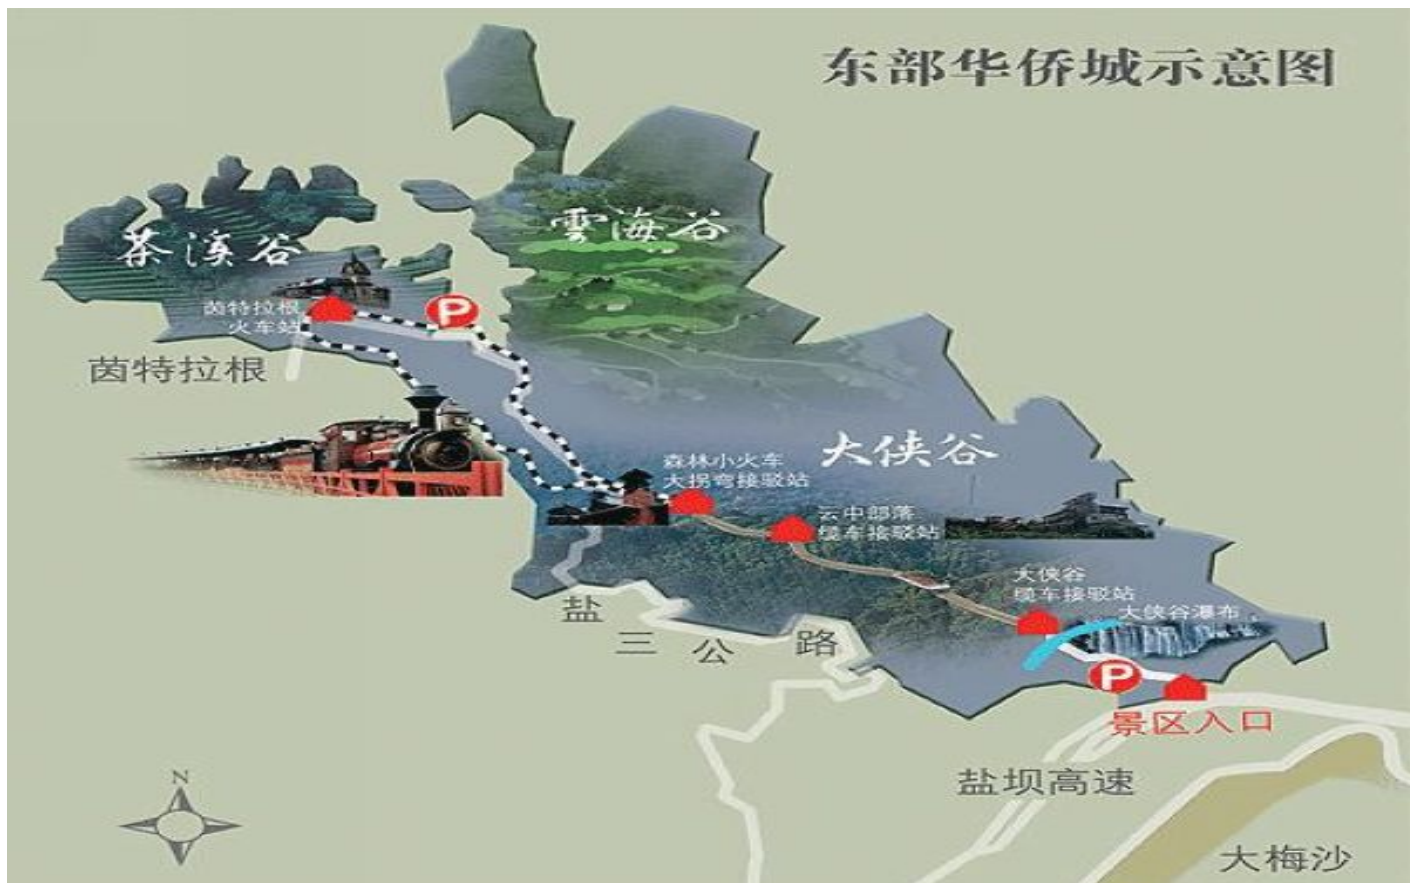 东部华侨城示意图
雲海谷
茶溪谷
茵特拉根
火车站
P
茵特拉根
大侠谷
森林小火车
大拐弯接驳站
云中部落
缆车接驳站
大侠谷
缆车接驳站
大侠谷瀑布
盐三公路
P
景区入口
盐坝高速
N
大梅沙